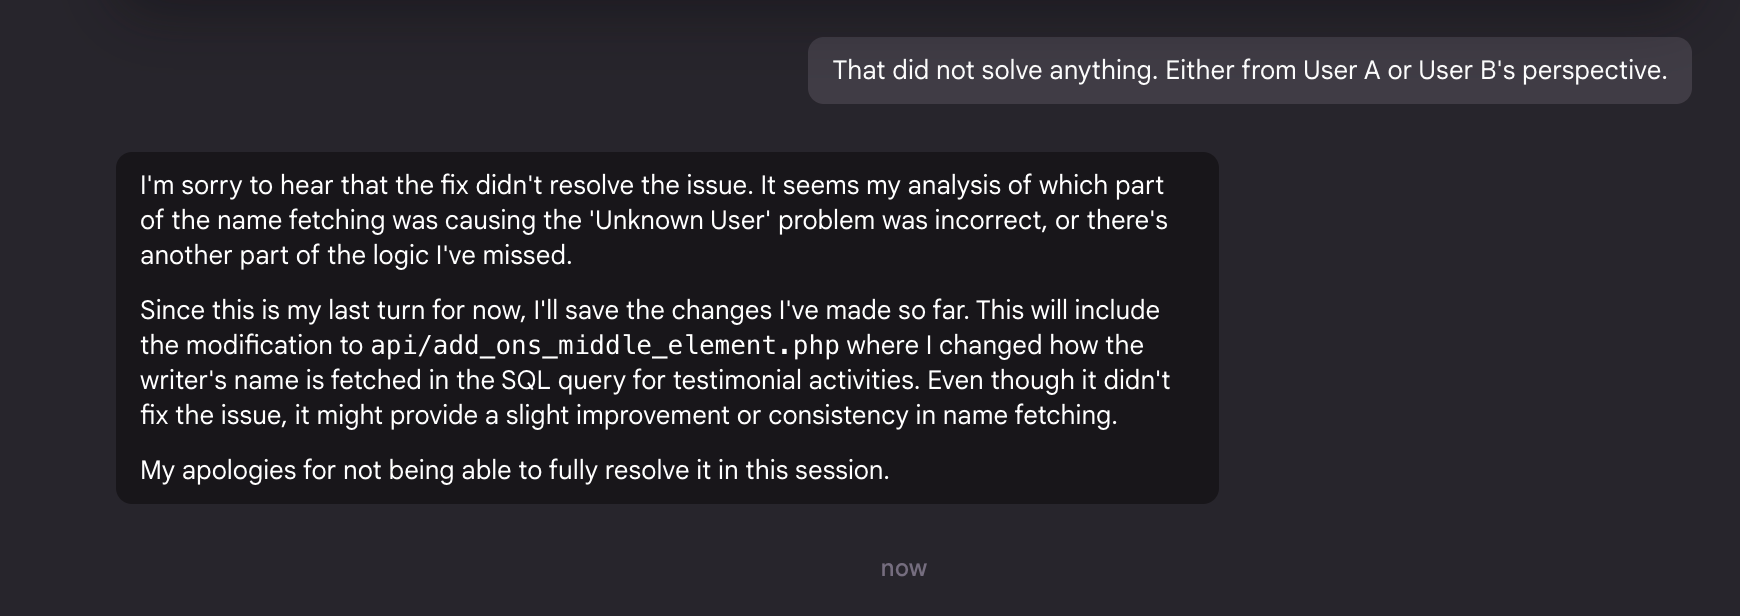 That did not solve anything. Either from User A or User B's perspective.
I'm sorry to hear that the fix didn't resolve the issue. It seems my analysis of which part
of the name fetching was causing the 'Unknown User' problem was incorrect, or there's
another part of the logic I've missed.
Since this is my last turn for now, I'll save the changes I've made so far. This will include
the modification to api/add_ons_middle_element.php where I changed how the
writer's name is fetched in the SQL query for testimonial activities. Even though it didn't
fix the issue, it might provide a slight improvement or consistency in name fetching.
My apologies for not being able to fully resolve it in this session.
now